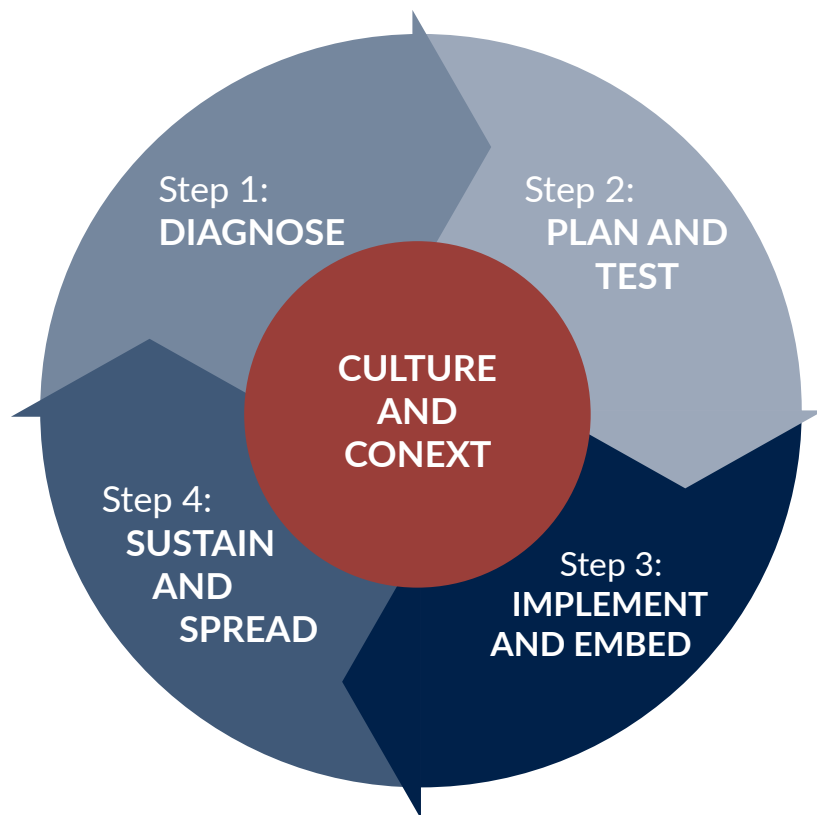 Step 1:
DIAGNOSE
Step 2:
PLAN AND
TEST
CULTURE
AND
CONEXT
Step 3:
IMPLEMENT
AND EMBED
Step 4:
SUSTAIN
AND
SPREAD